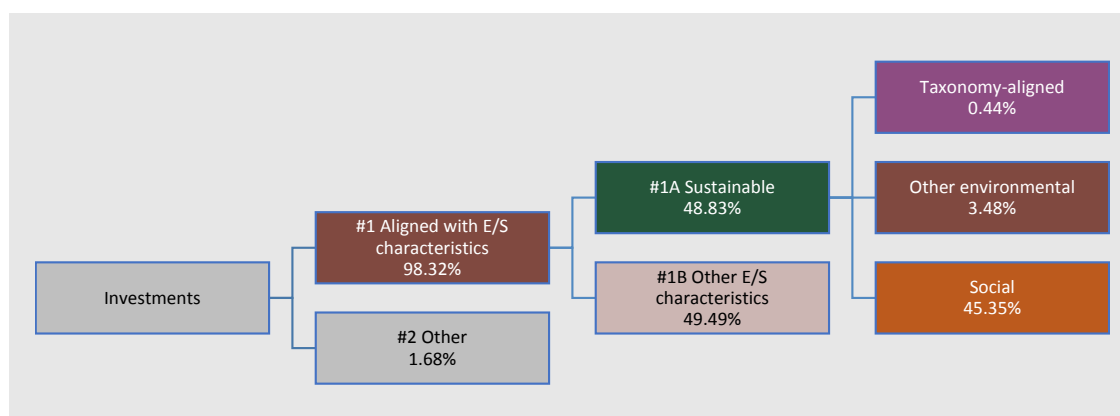 Investments
#1 Aligned with E/S
characteristics
98.32%
#2 Other
1.68%
#1A Sustainable
48.83%
#1B Other E/S
characteristics
49.49%
Taxonomy-aligned
0.44%
Other environmental
3.48%
Social
45.35%